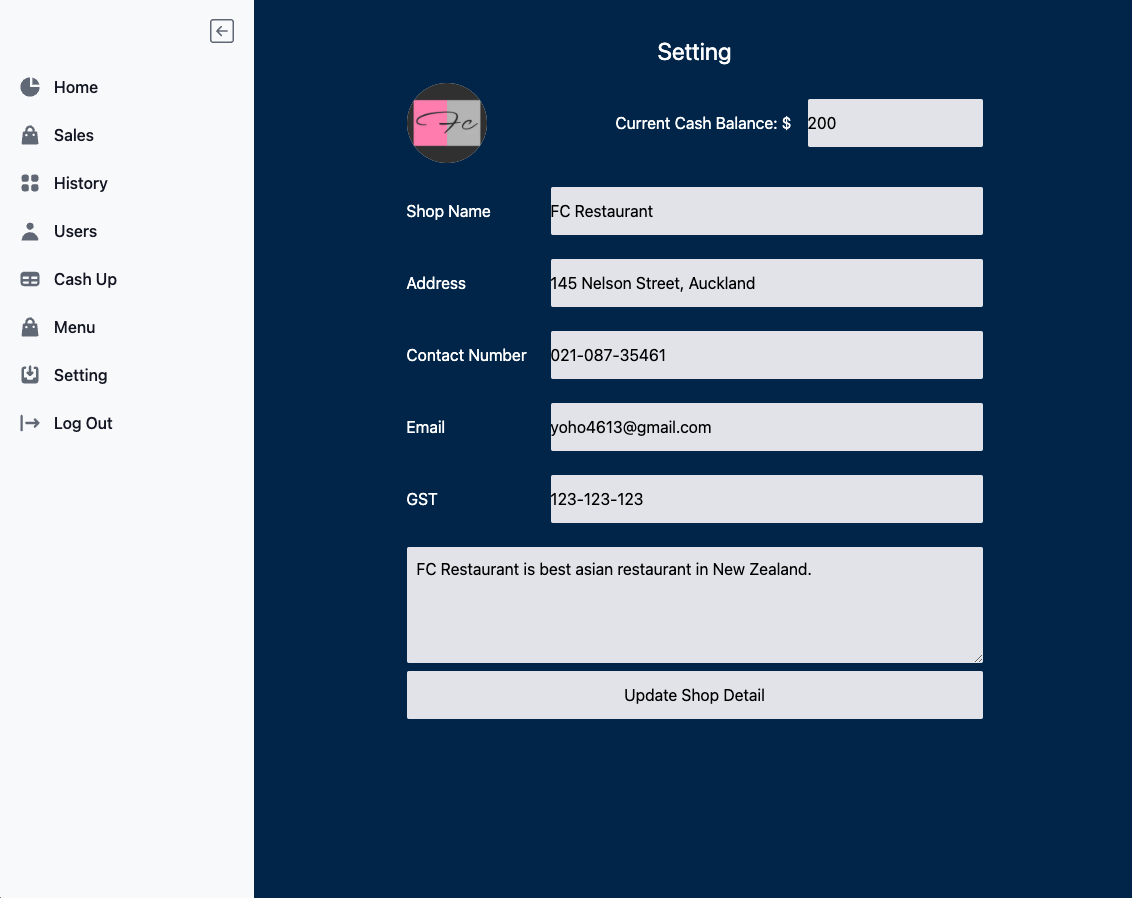 Home
Sales
History
Users
Cash Up
Menu
Setting
Log Out
Setting
Fc
Current Cash Balance: $ 200
Shop Name FC Restaurant
Address 145 Nelson Street, Auckland
Contact Number 021-087-35461
Email yoho4613@gmail.com
GST 123-123-123
FC Restaurant is best asian restaurant in New Zealand.
Update Shop Detail